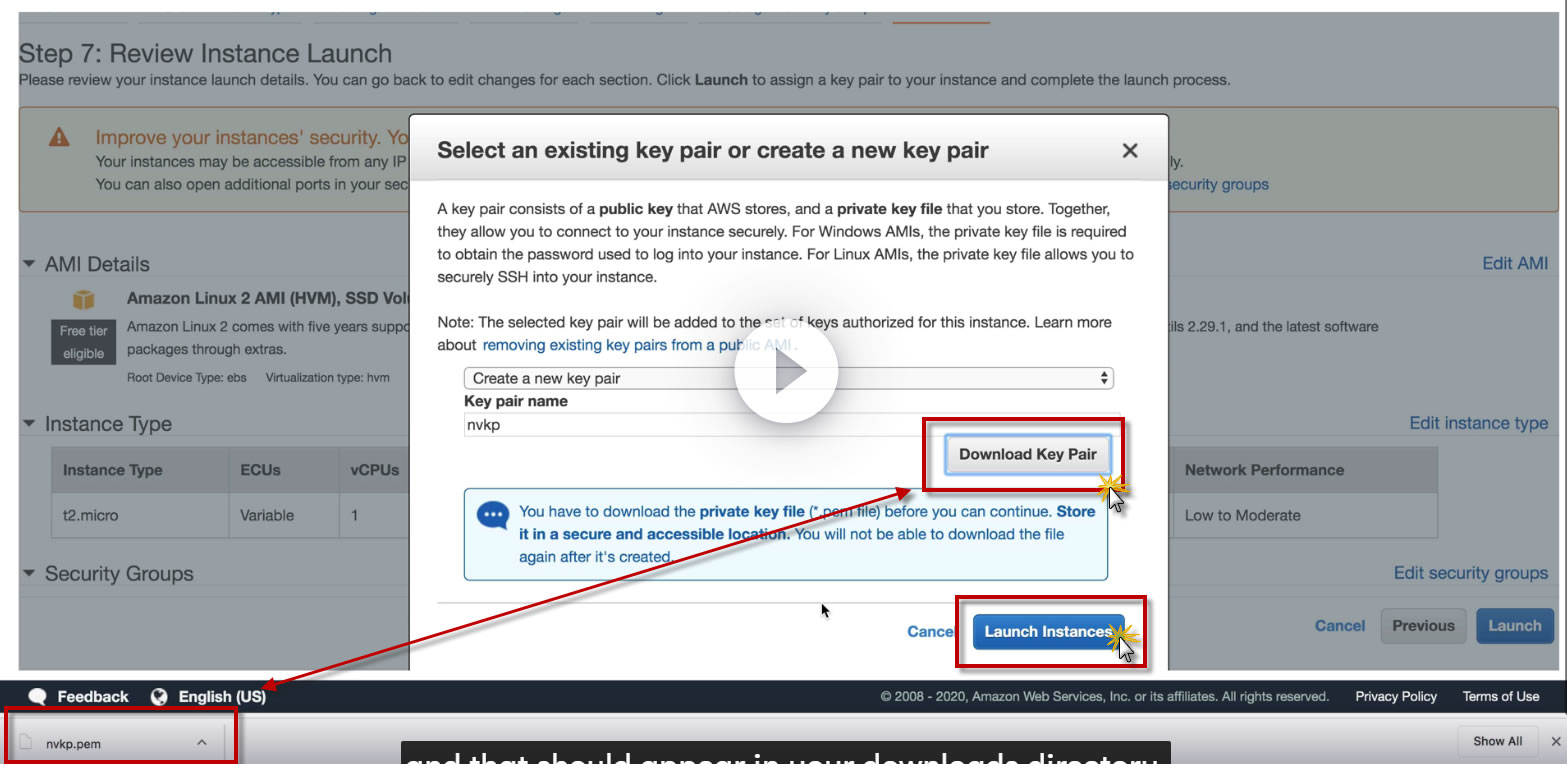 Step 7: Review Instance Launch
Please review your instance launch details. You can go back to edit changes for each section. Click Launch to assign a key pair to your instance and complete the launch process.
Improve your instances' security. Yo
Your instances may be accessible from any IP
ly.
You can also open additional ports in your sec
security groups
Select an existing key pair or create a new key pair
A key pair consists of a public key that AWS stores, and a private key file that you store. Together,
they allow you to connect to your instance securely. For Windows AMIs, the private key file is required
to obtain the password used to log into your instance. For Linux AMIs, the private key file allows you to
securely SSH into your instance.
Note: The selected key pair will be added to the set of keys authorized for this instance. Learn more
about removing existing key pairs from a public AMI .
Create a new key pair
Key pair name
nvkp
Download Key Pair
You have to download the private key file (*.pem file) before you can continue. Store
it in a secure and accessible location. You will not be able to download the file
again after it's created.
Cancel
Launch Instances
AMI Details
Edit AMI
Amazon Linux 2 AMI (HVM), SSD Vol
Free tier
eligible
Amazon Linux 2 comes with five years suppo
ils 2.29.1, and the latest software
packages through extras.
Root Device Type: ebs Virtualization type: hvm
Instance Type
Edit instance type
Instance Type ECUs vCPUs Network Performance
t2.micro Variable 1 Low to Moderate
Security Groups
Edit security groups
Cancel Previous Launch
Feedback English (US)
© 2008 - 2020, Amazon Web Services, Inc. or its affiliates. All rights reserved. Privacy Policy Terms of Use
nvkp.pem
Show All
and that should appear in your downloads directory